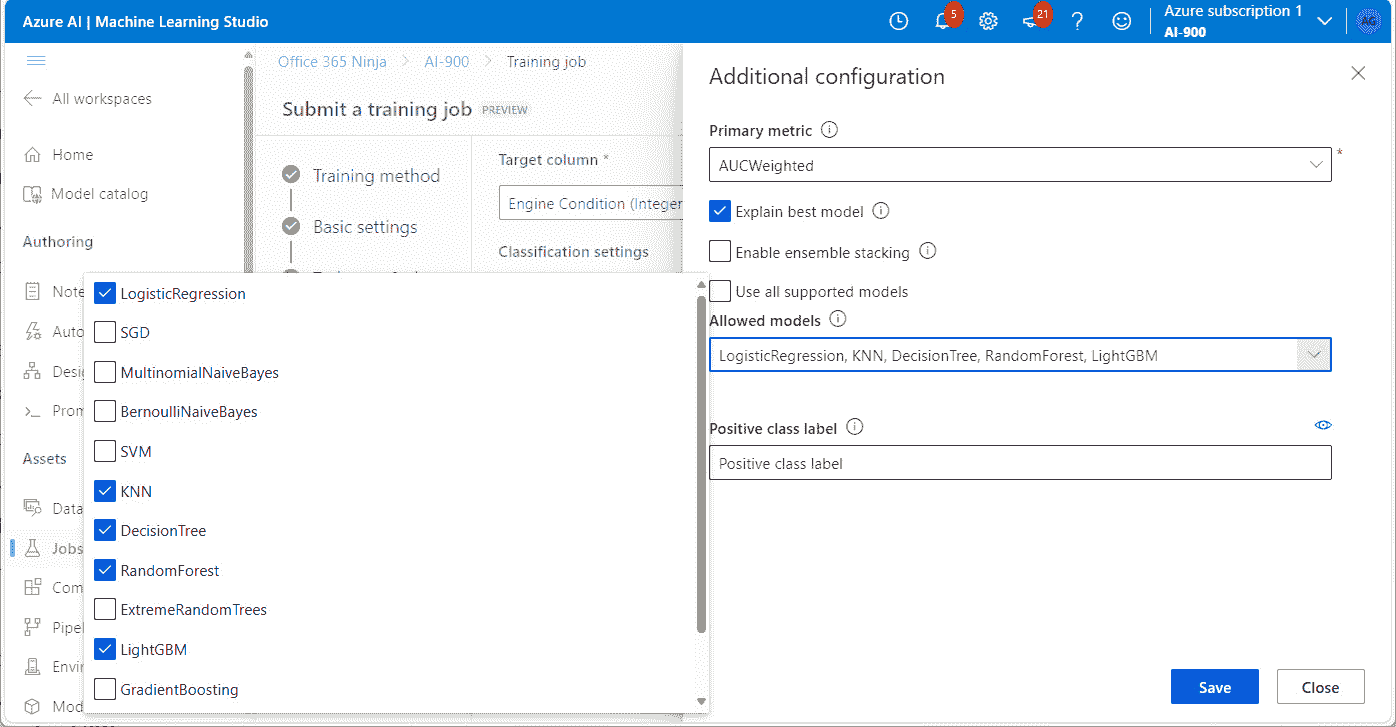 Azure AI | Machine Learning Studio
5
21
Azure subscription 1
AI-900
AG
All workspaces
Home
Model catalog
Authoring
Note
Auto
Desi
Prom
Assets
Data
Jobs
Com
Pipel
Envir
Mod
Office 365 Ninja > AI-900 > Training job
Submit a training job PREVIEW
Training method
Basic settings
Target column *
Engine Condition (Integer
Classification settings
LogisticRegression
SGD
MultinomialNaiveBayes
BernoulliNaiveBayes
SVM
KNN
DecisionTree
RandomForest
ExtremeRandomTrees
LightGBM
GradientBoosting
Additional configuration
Primary metric
AUCWeighted
*
Explain best model
Enable ensemble stacking
Use all supported models
Allowed models
LogisticRegression, KNN, DecisionTree, RandomForest, LightGBM
Positive class label
Positive class label
Save
Close